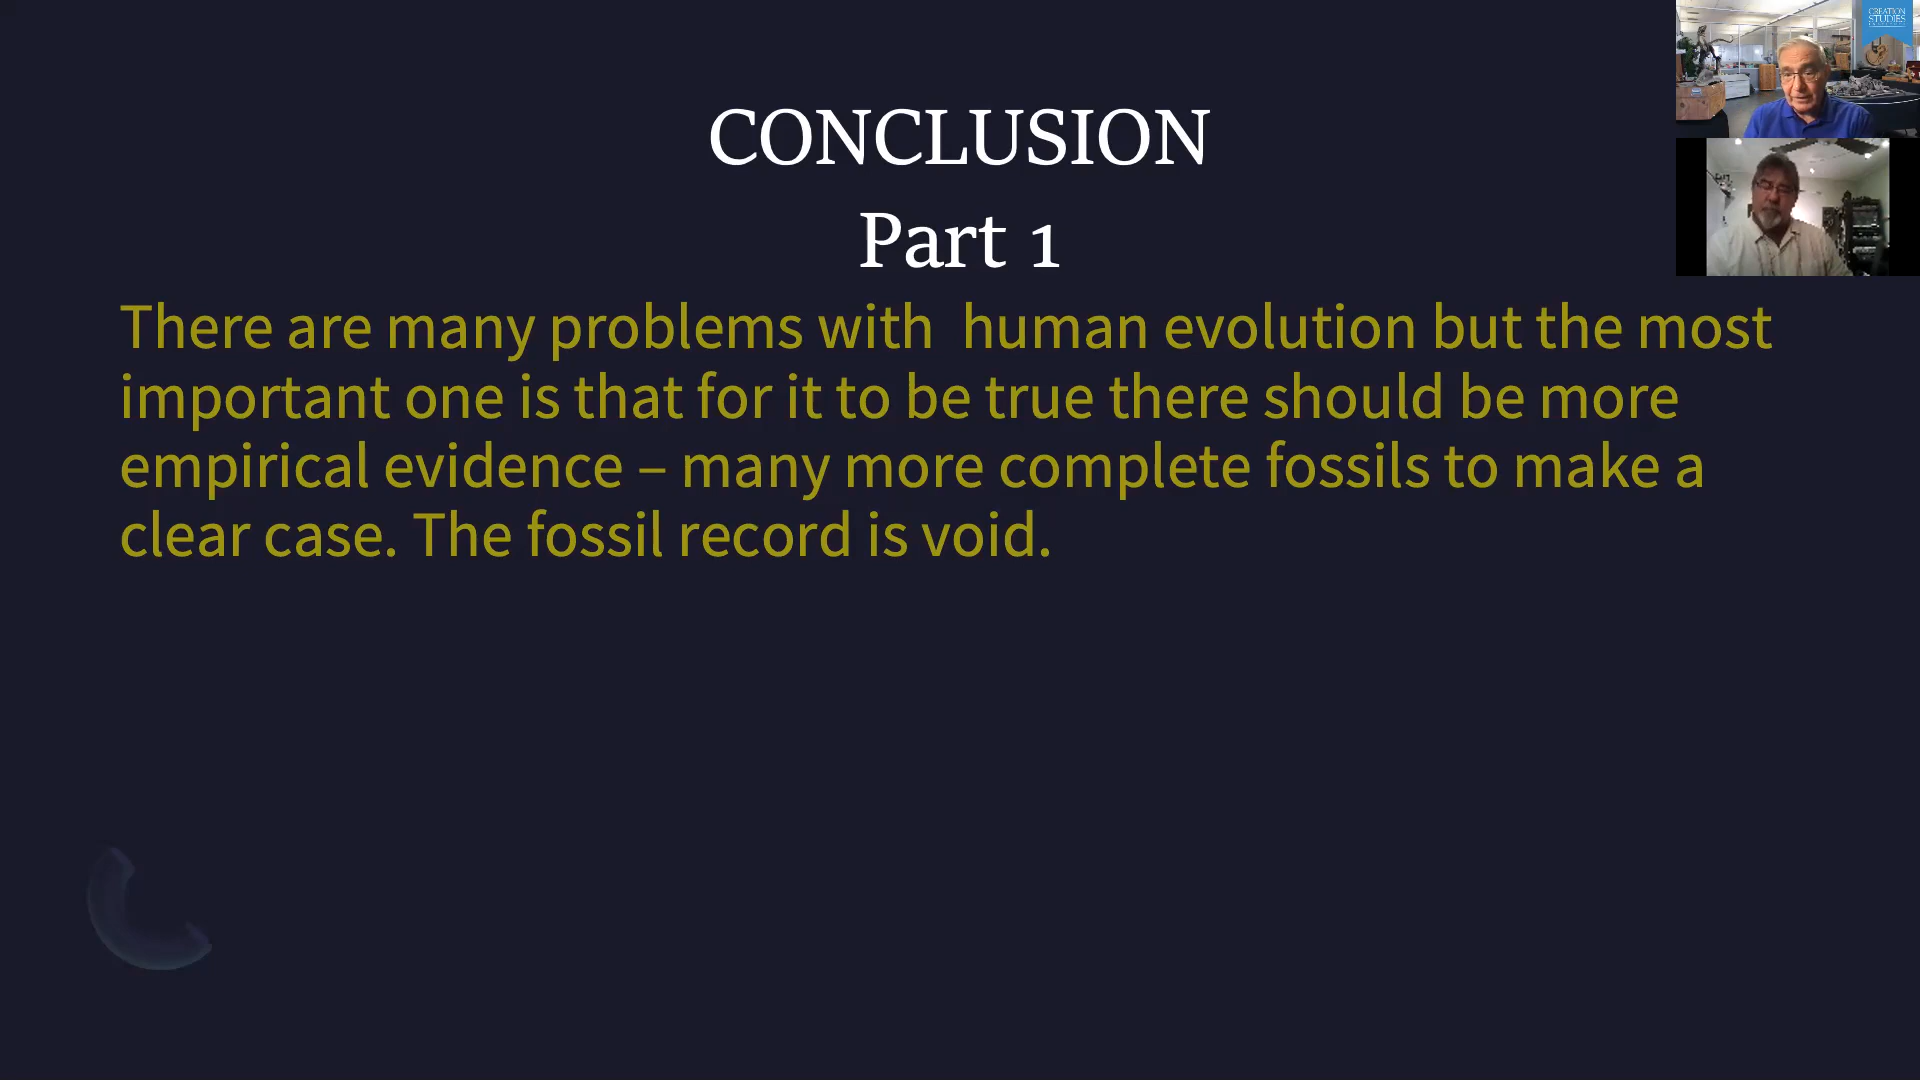 CONCLUSION
Part 1
There are many problems with  human evolution but the most
important one is that for it to be true there should be more
empirical evidence – many more complete fossils to make a
clear case. The fossil record is void.
CREATION
STUDIES